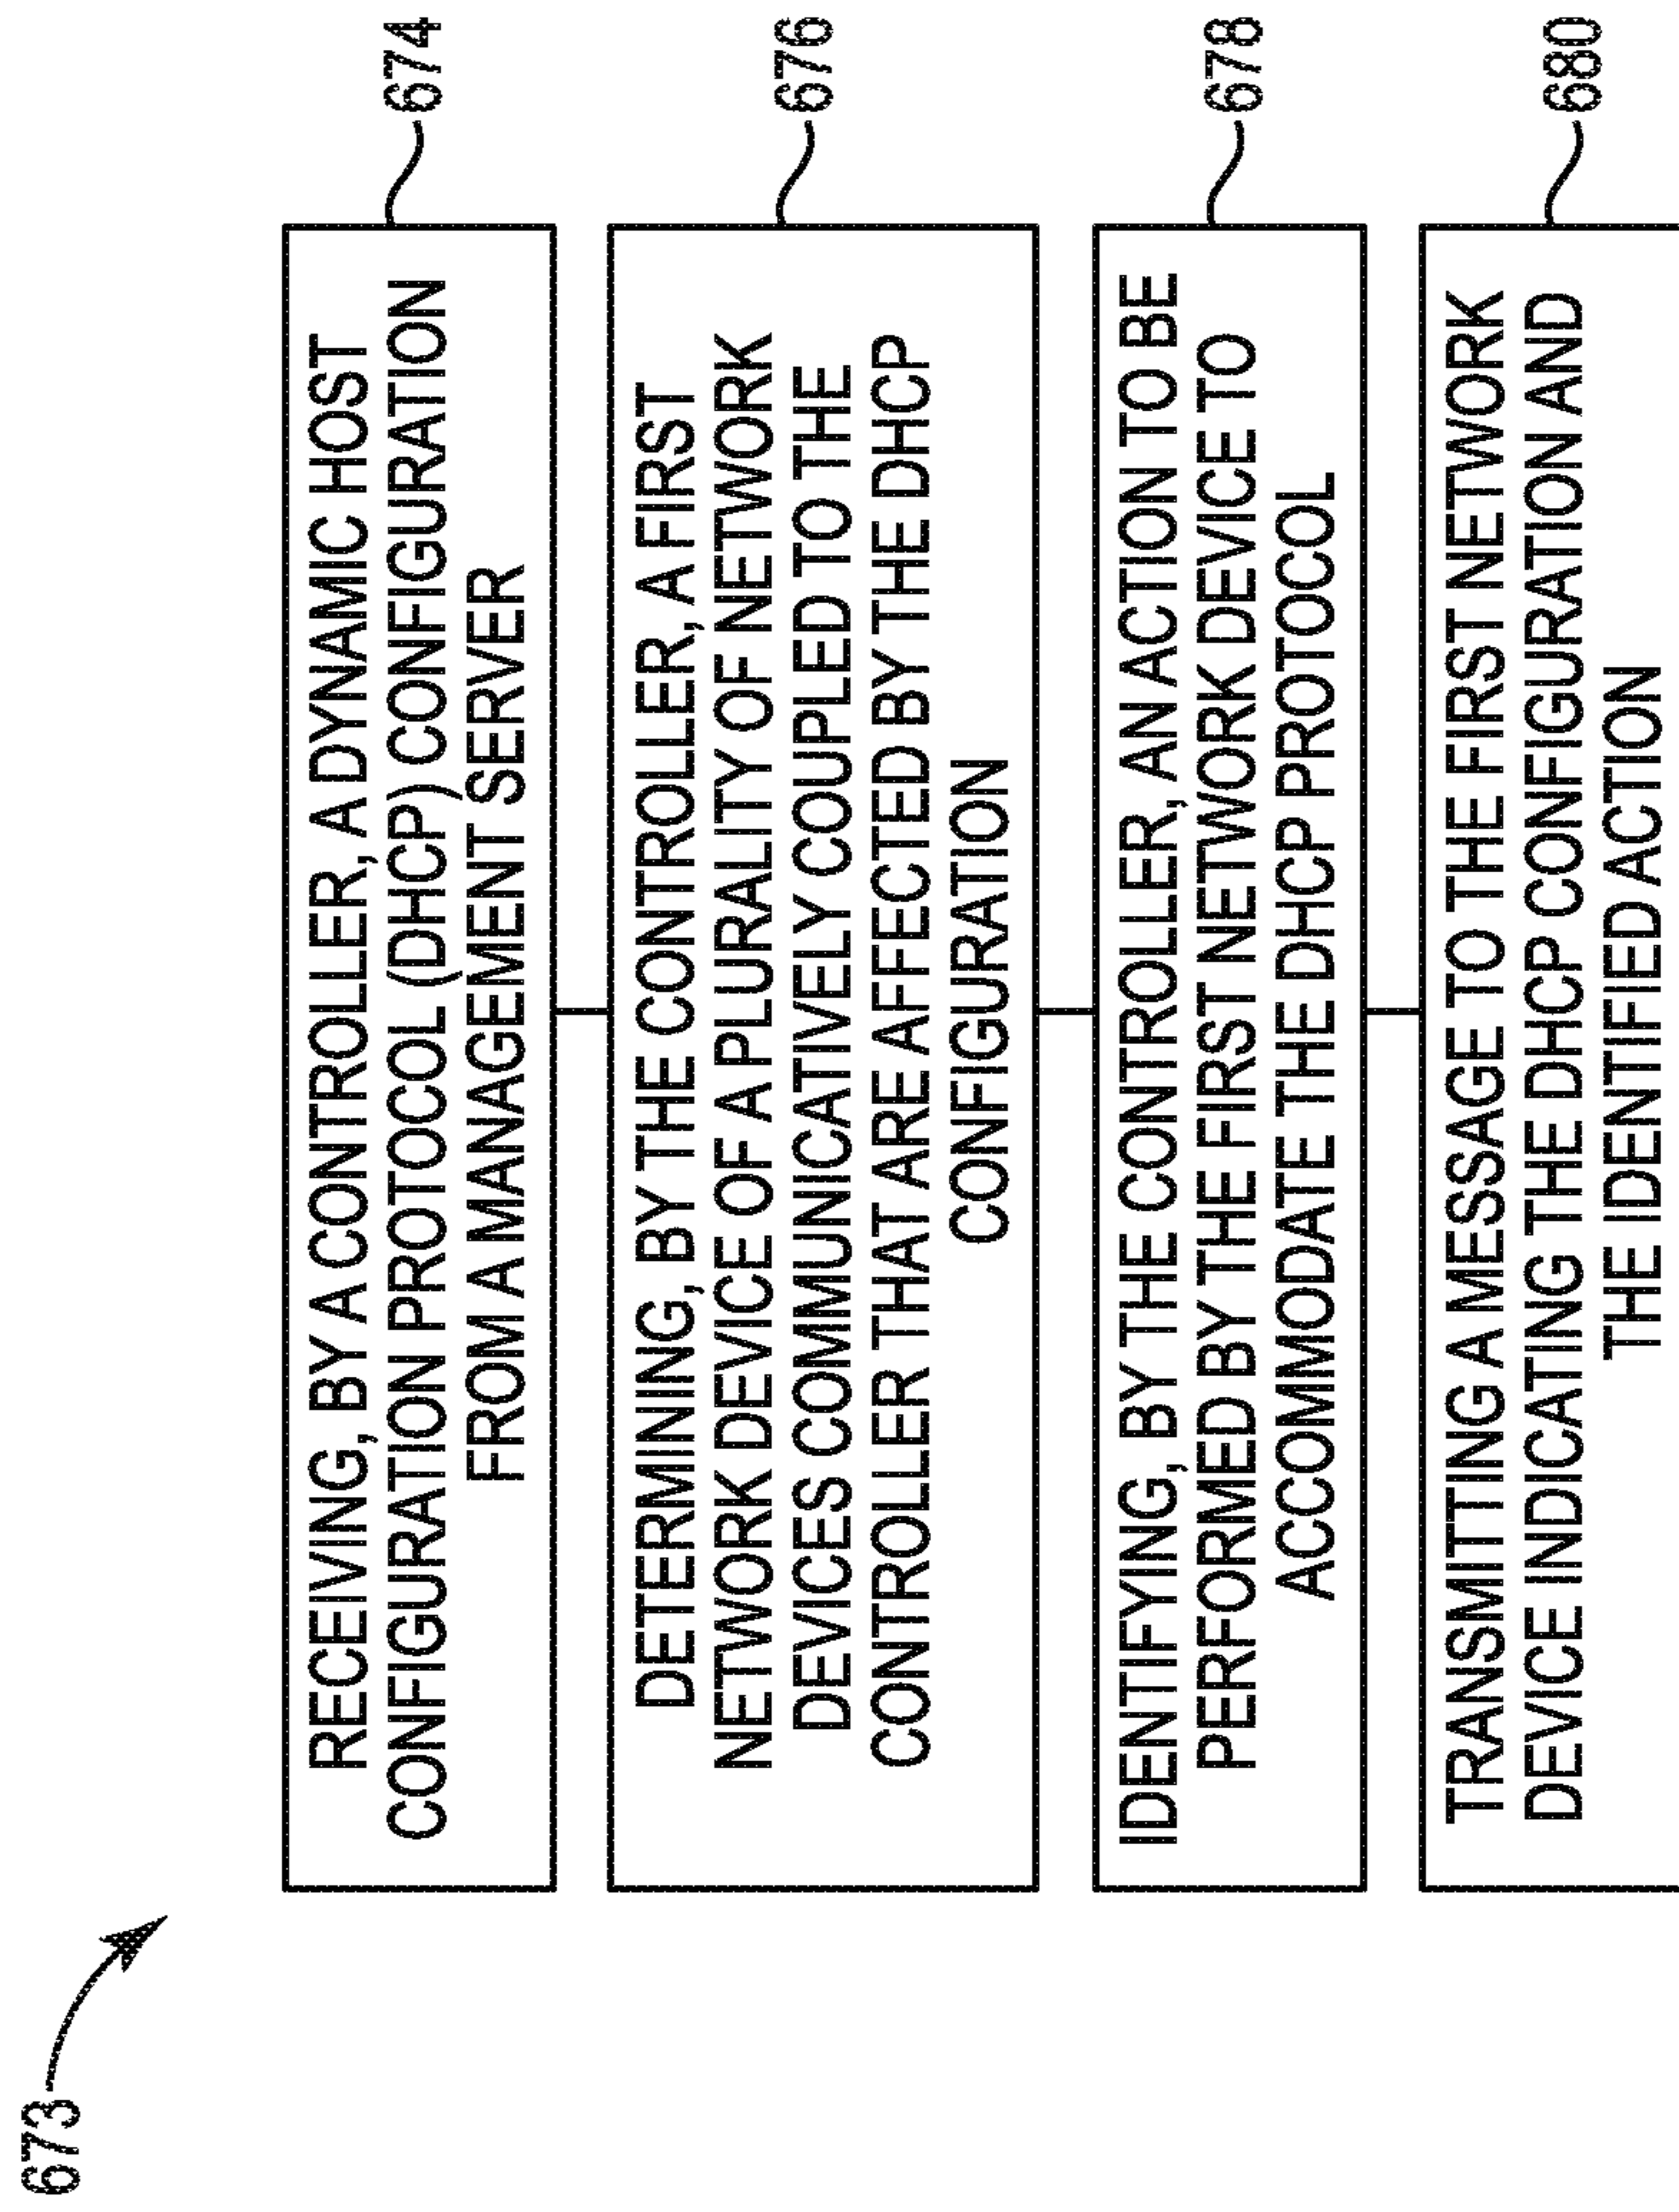 673
RECEIVING, BY A CONTROLLER, A DYNAMIC HOST
CONFIGURATION PROTOCOL (DHCP) CONFIGURATION
FROM A MANAGEMENT SERVER
674
DETERMINING, BY THE CONTROLLER, A FIRST
NETWORK DEVICE OF A PLURALITY OF NETWORK
DEVICES COMMUNICATIVELY COUPLED TO THE
CONTROLLER THAT ARE AFFECTED BY THE DHCP
CONFIGURATION
676
IDENTIFYING, BY THE CONTROLLER, AN ACTION TO BE
PERFORMED BY THE FIRST NETWORK DEVICE TO
ACCOMMODATE THE DHCP PROTOCOL
678
TRANSMITTING A MESSAGE TO THE FIRST NETWORK
DEVICE INDICATING THE DHCP CONFIGURATION AND
THE IDENTIFIED ACTION
680